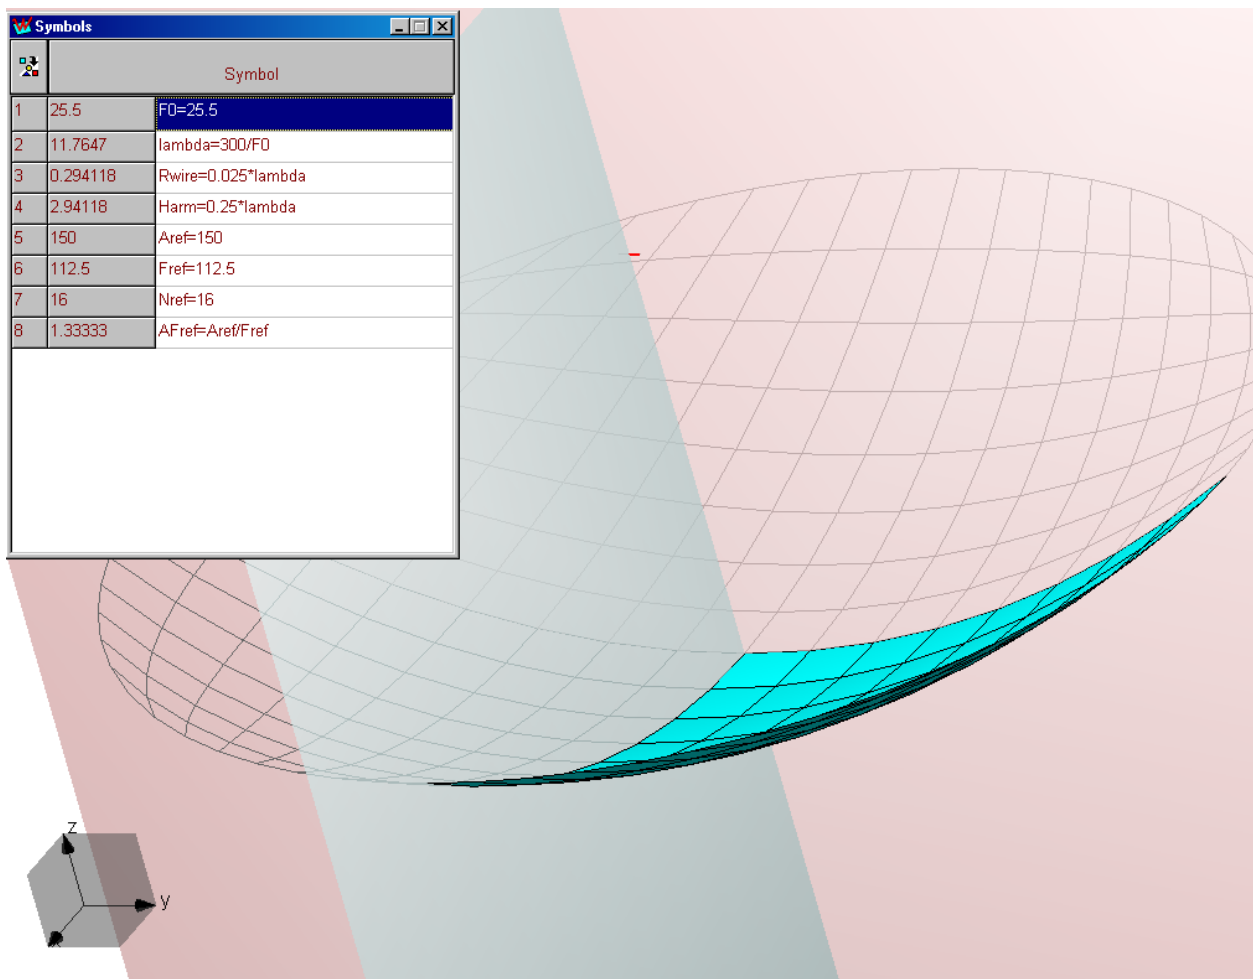 Symbols
Symbol
1 25.5 F0=25.5
2 11.7647 lambda=300/F0
3 0.294118 Rwire=0.025*lambda
4 2.94118 Harm=0.25*lambda
5 150 Aref=150
6 112.5 Fref=112.5
7 16 Nref=16
8 1.33333 AFref=Aref/Fref
z
y